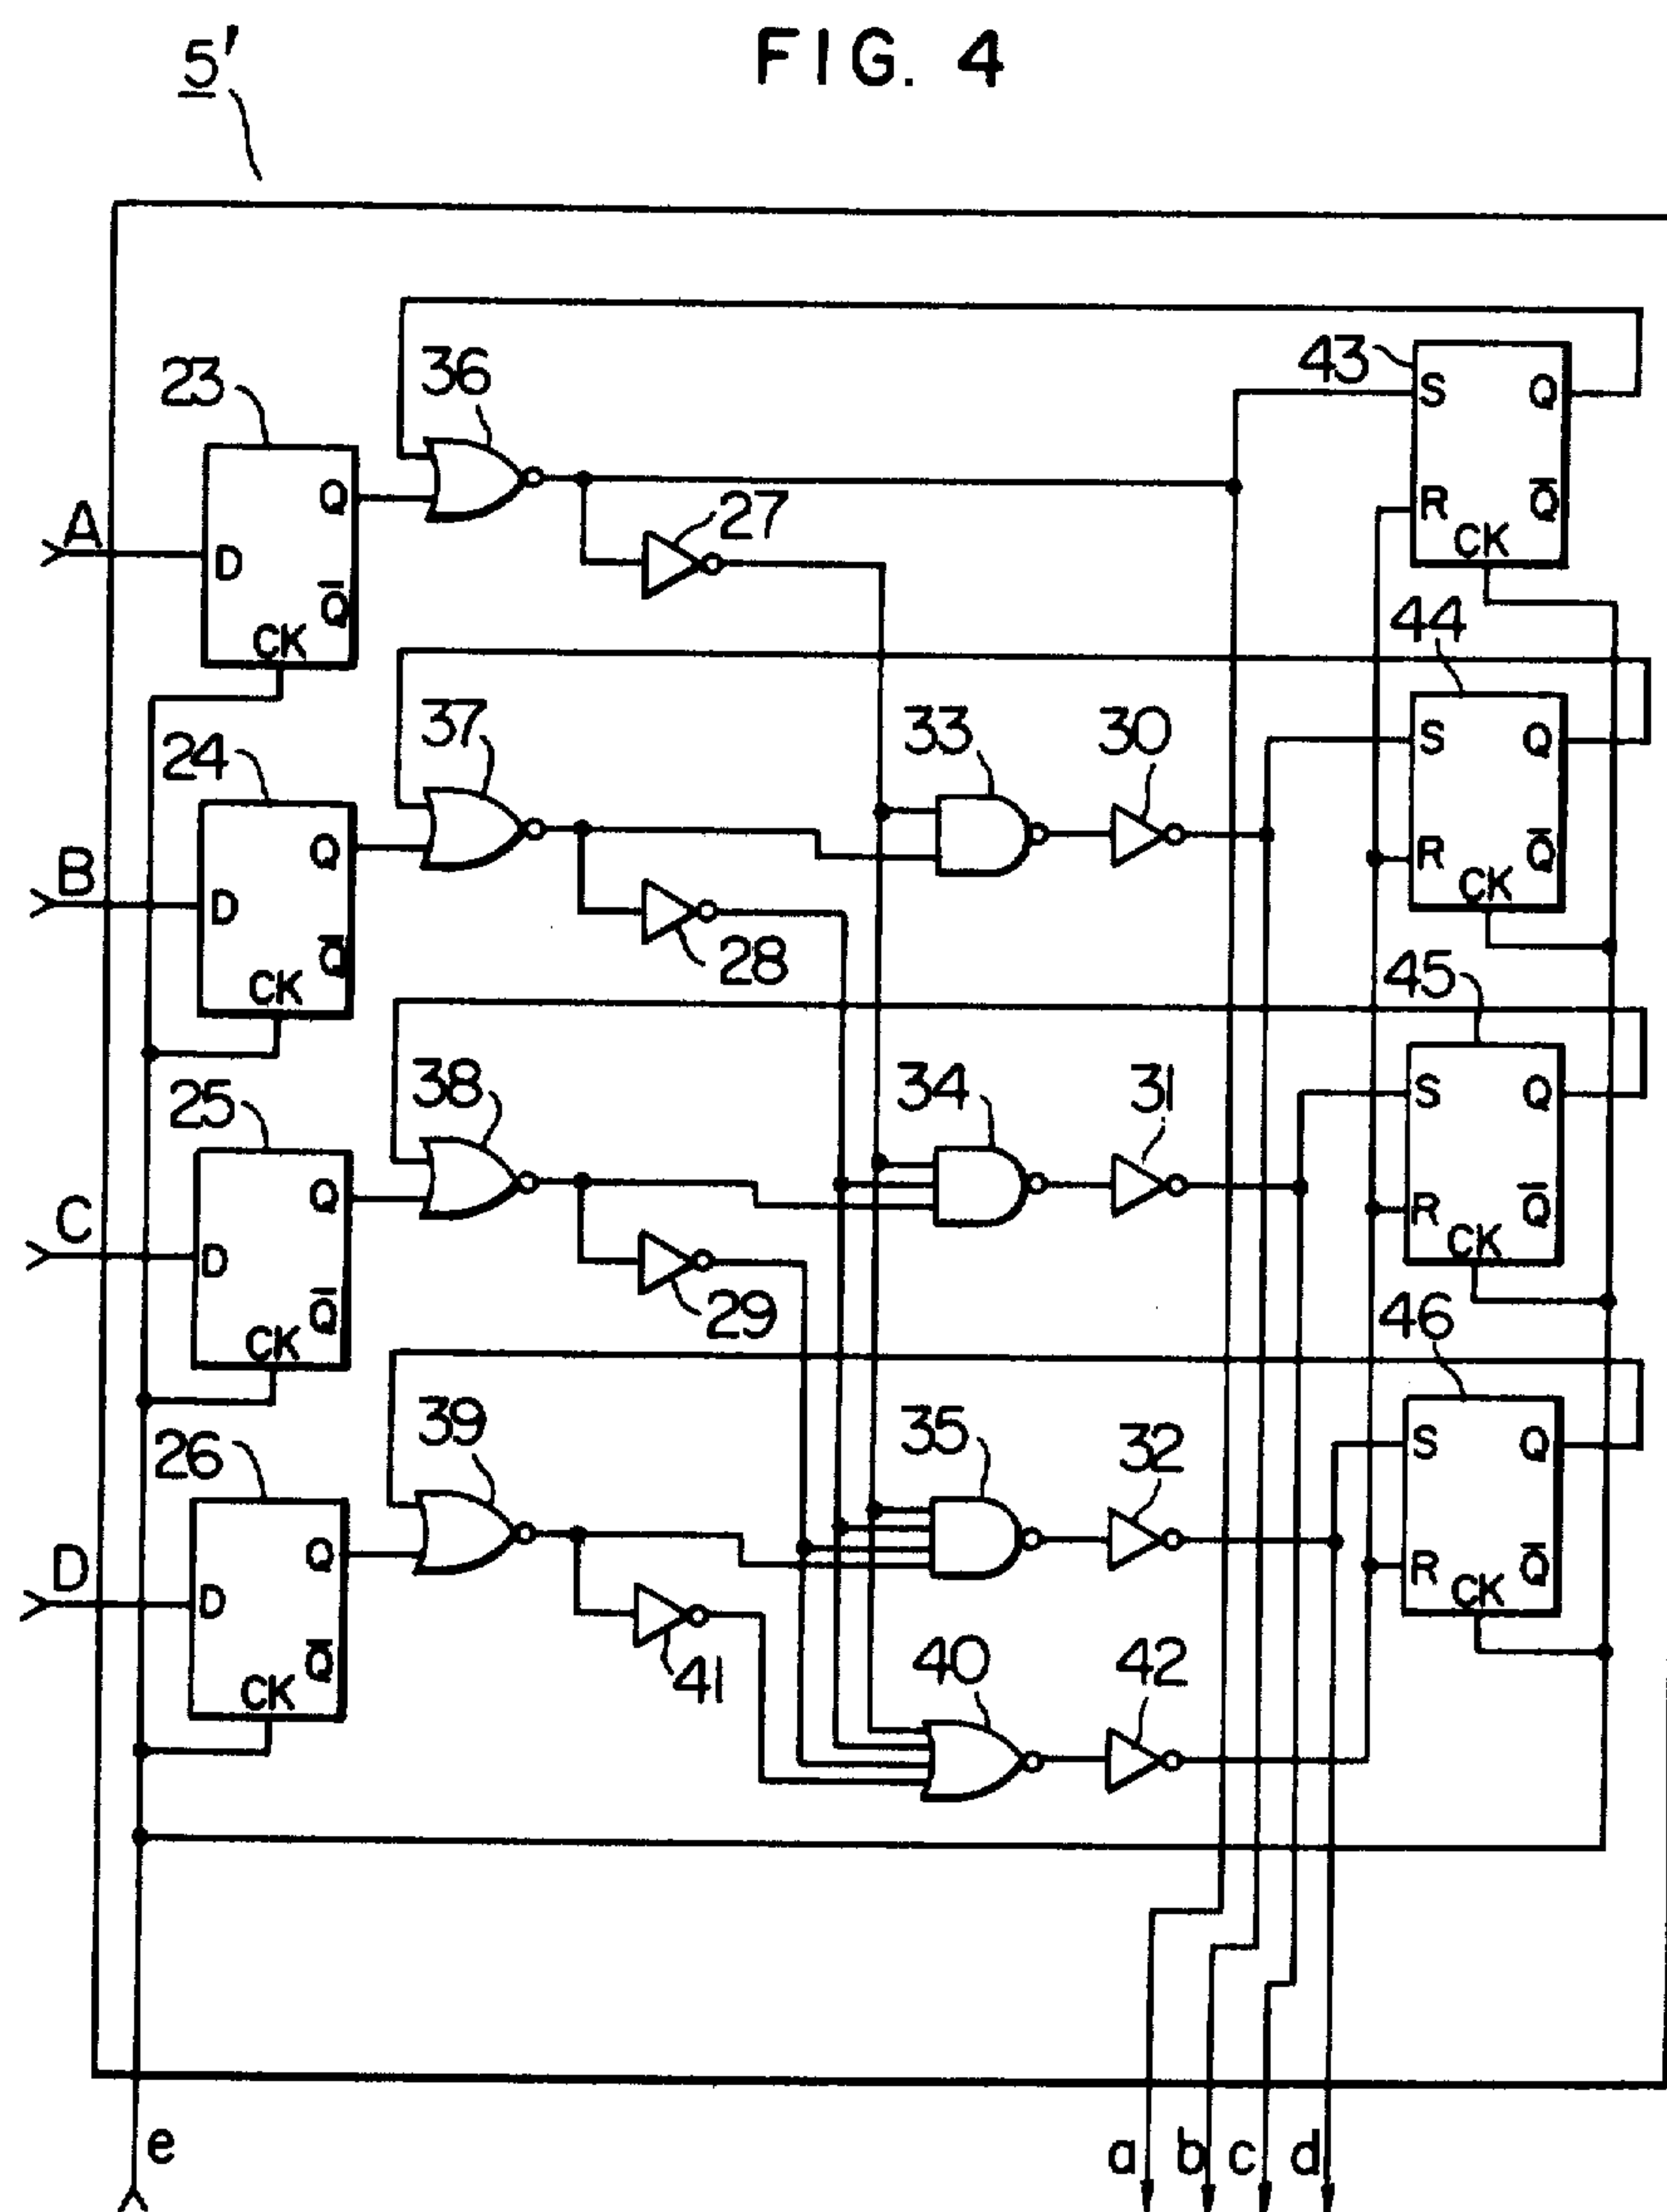 FIG. 4
5'
23
36
43
S
Q
A
Q
27
R
Q̅
D
CK
Q̅
CK
44
24
37
33
30
S
Q
B
Q
R
Q̅
D
28
CK
Q̅
CK
45
25
38
34
31
S
Q
C
Q
R
Q̅
D
29
CK
Q̅
CK
46
26
39
35
32
S
Q
D
Q
R
Q̅
D
CK
Q̅
41
40
42
CK
e
a
b
c
d